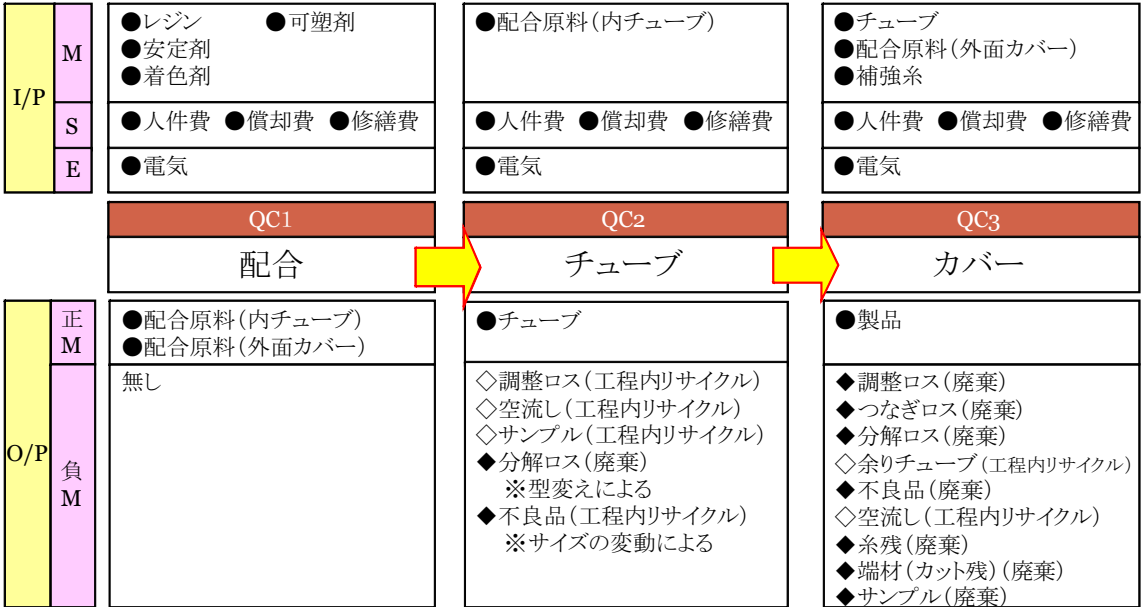 I/P
M
●レジン ●可塑剤
●安定剤
●着色剤
●配合原料(内チューブ)
●チューブ
●配合原料(外面カバー)
●補強糸
S
●人件費 ●償却費 ●修繕費
●人件費 ●償却費 ●修繕費
●人件費 ●償却費 ●修繕費
E
●電気
●電気
●電気
QC1
QC2
QC3
配合
チューブ
カバー
O/P
正
M
●配合原料(内チューブ)
●配合原料(外面カバー)
●チューブ
●製品
負
M
無し
◇調整ロス(工程内リサイクル)
◇空流し(工程内リサイクル)
◇サンプル(工程内リサイクル)
◆分解ロス(廃棄)
※型変えによる
◆不良品(工程内リサイクル)
※サイズの変動による
◆調整ロス(廃棄)
◆つなぎロス(廃棄)
◆分解ロス(廃棄)
◇余りチューブ(工程内リサイクル)
◆不良品(廃棄)
◇空流し(工程内リサイクル)
◆糸残(廃棄)
◆端材(カット残)(廃棄)
◆サンプル(廃棄)